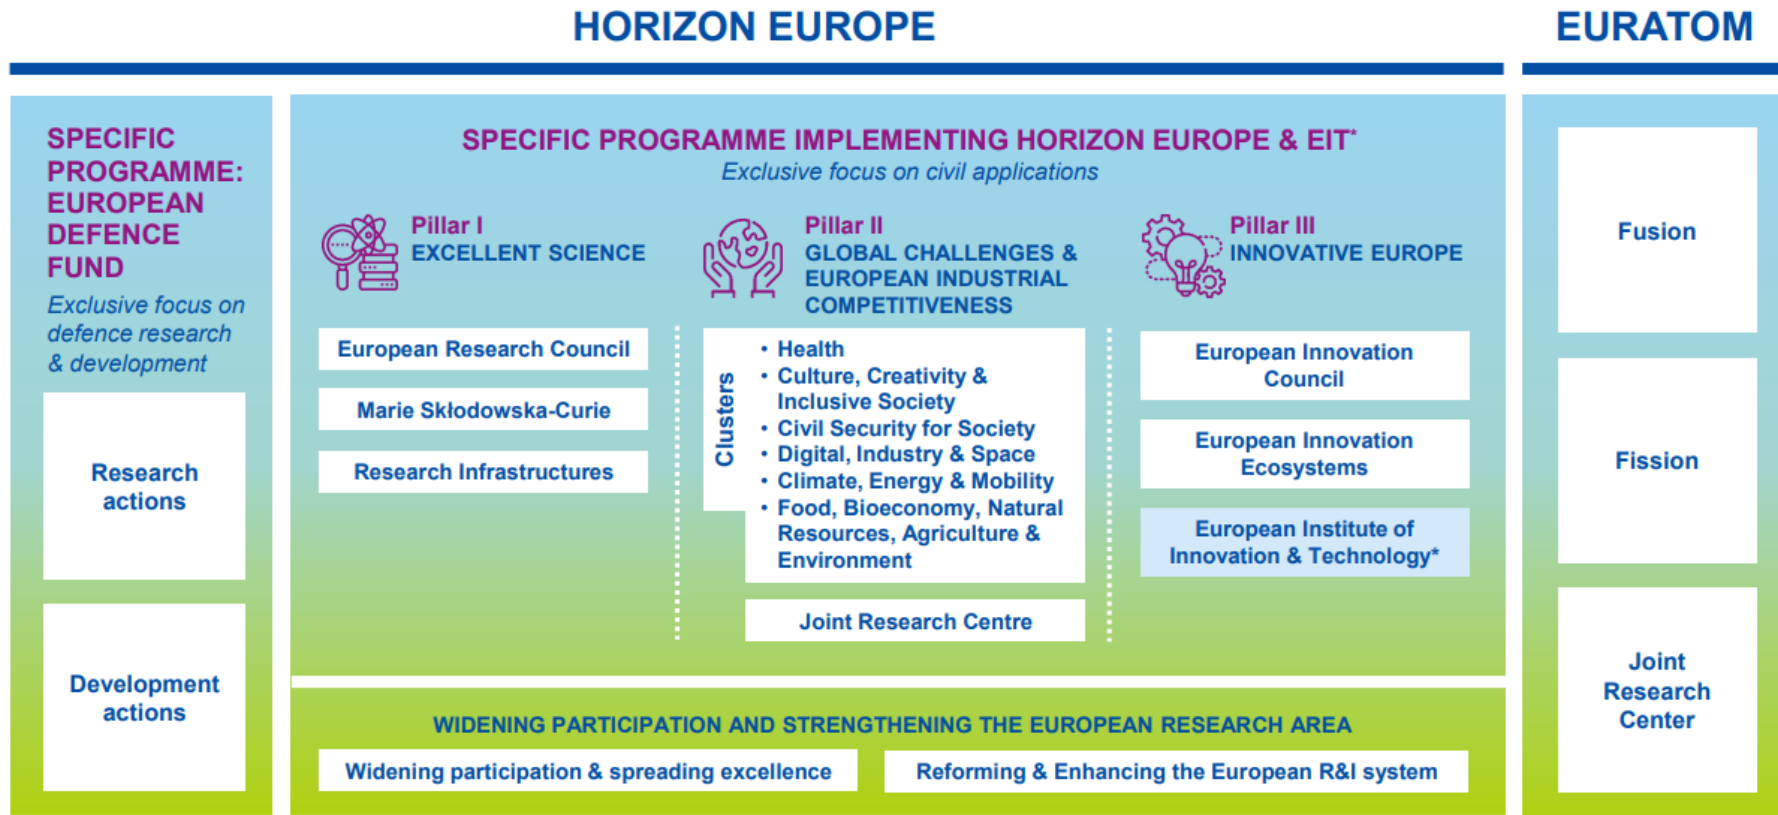 HORIZON EUROPE
EURATOM
SPECIFIC
PROGRAMME:
EUROPEAN
DEFENCE
FUND
Exclusive focus on
defence research
& development
Research
actions
Development
actions
SPECIFIC PROGRAMME IMPLEMENTING HORIZON EUROPE & EIT*
Exclusive focus on civil applications
Pillar I
EXCELLENT SCIENCE
European Research Council
Marie Skłodowska-Curie
Research Infrastructures
Pillar II
GLOBAL CHALLENGES &
EUROPEAN INDUSTRIAL
COMPETITIVENESS
Clusters
• Health
• Culture, Creativity &
Inclusive Society
• Civil Security for Society
• Digital, Industry & Space
• Climate, Energy & Mobility
• Food, Bioeconomy, Natural
Resources, Agriculture &
Environment
Joint Research Centre
Pillar III
INNOVATIVE EUROPE
European Innovation
Council
European Innovation
Ecosystems
European Institute of
Innovation & Technology*
WIDENING PARTICIPATION AND STRENGTHENING THE EUROPEAN RESEARCH AREA
Widening participation & spreading excellence
Reforming & Enhancing the European R&I system
Fusion
Fission
Joint
Research
Center